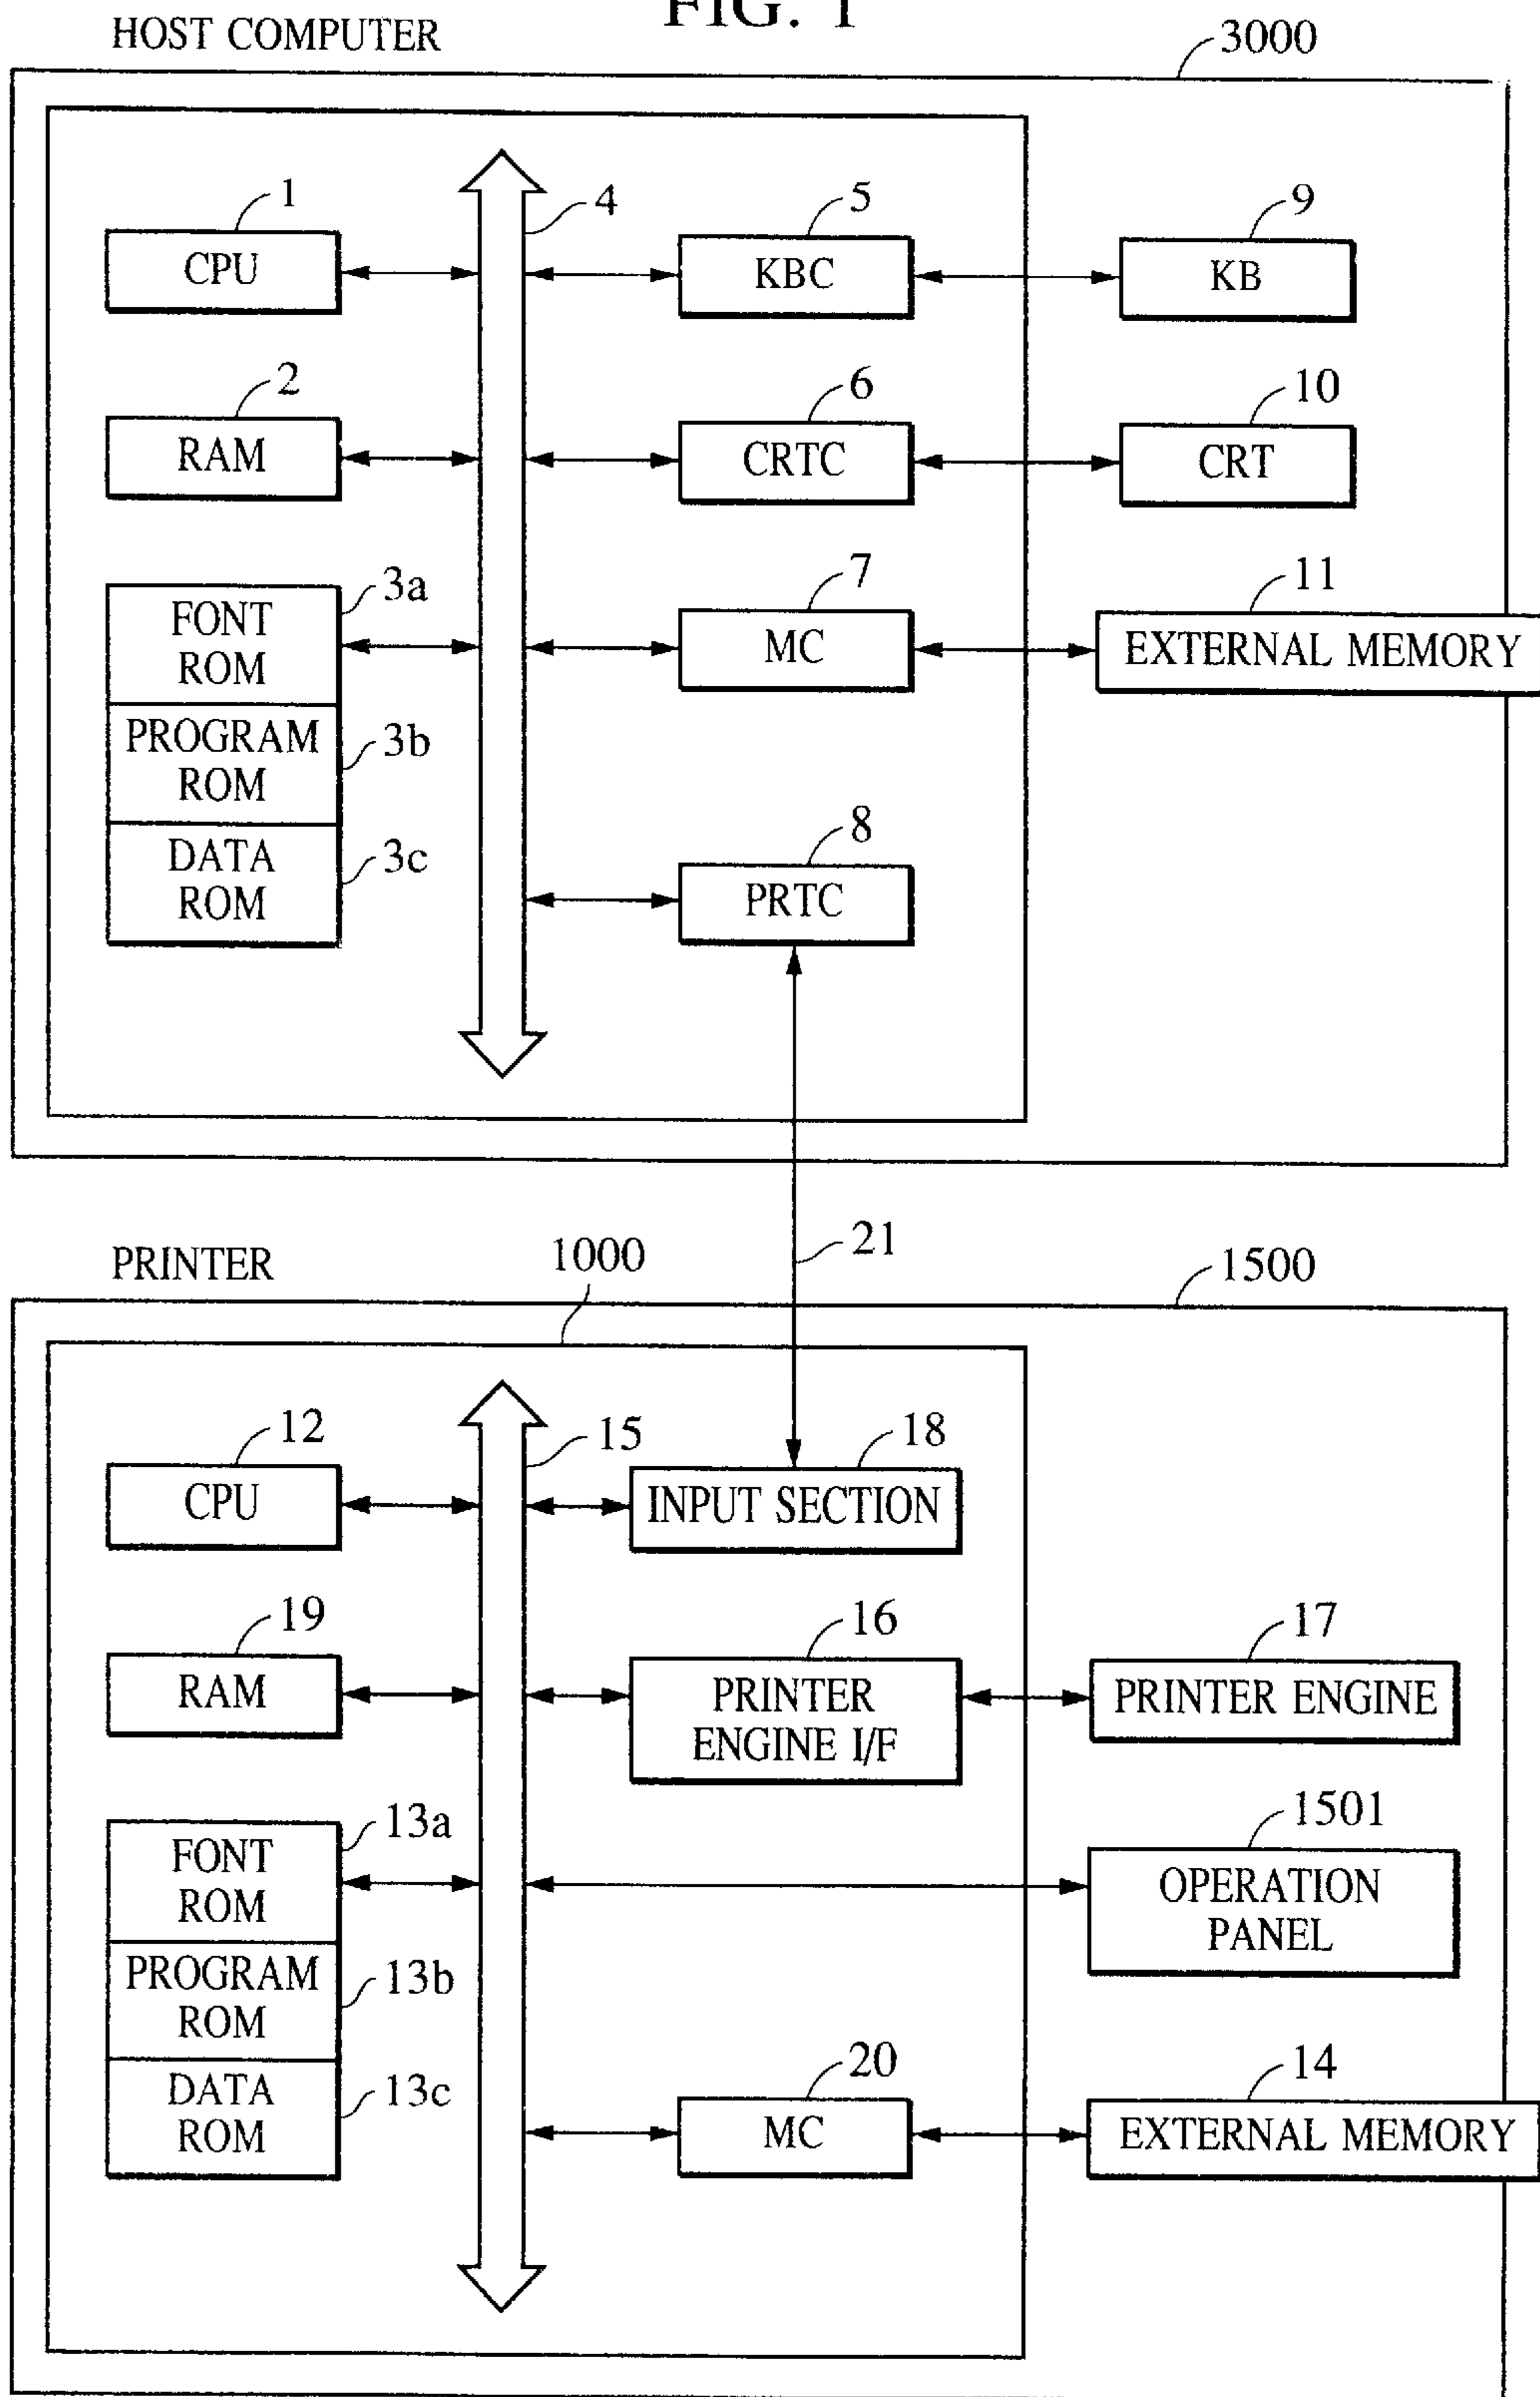 FIG. 1
HOST COMPUTER
3000
1
4
5
9
CPU
KBC
KB
2
6
10
RAM
CRTC
CRT
3a
7
11
FONT
ROM
MC
EXTERNAL MEMORY
PROGRAM
ROM
3b
DATA
ROM
3c
8
PRTC
21
PRINTER
1000
1500
12
15
18
CPU
INPUT SECTION
19
16
17
RAM
PRINTER
ENGINE I/F
PRINTER ENGINE
13a
1501
FONT
ROM
OPERATION
PANEL
PROGRAM
ROM
13b
DATA
ROM
13c
20
14
MC
EXTERNAL MEMORY